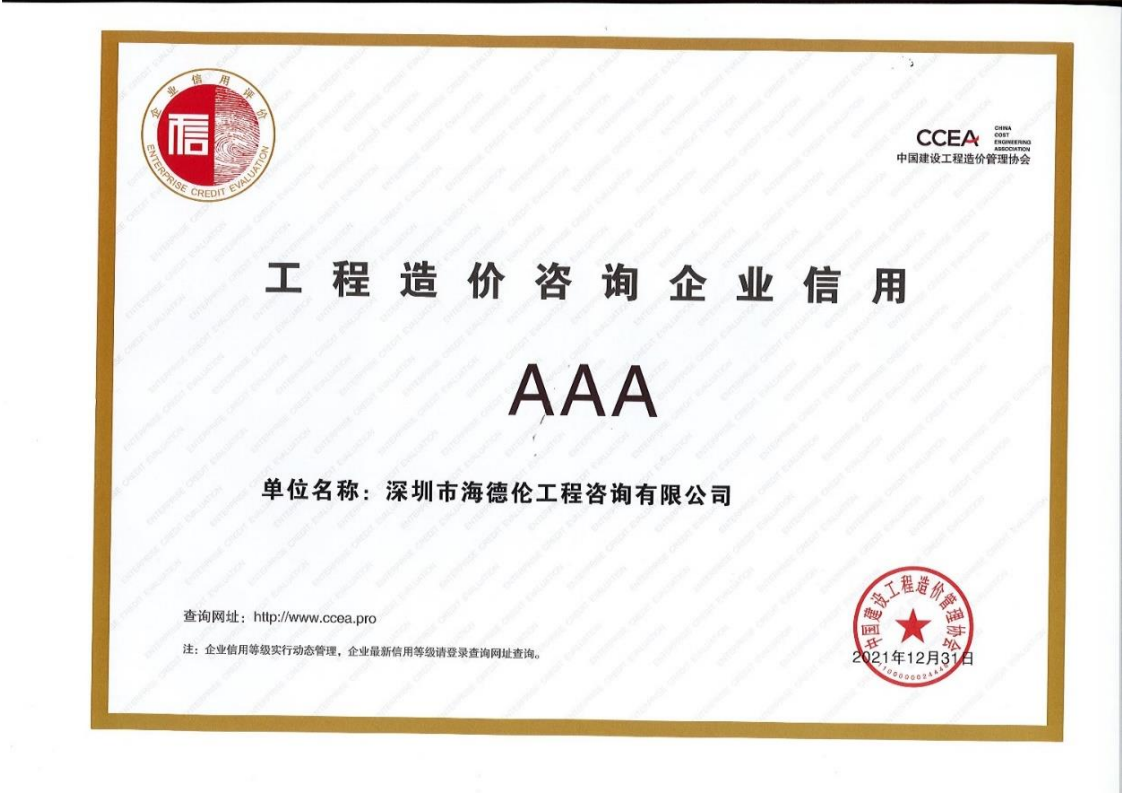 企业信用评价
信
ENTERPRISE CREDIT EVALUATION
CCEA
CHINA
COST
ENGINEERING
ASSOCIATION
中国建设工程造价管理协会
工程造价咨询企业信用
AAA
单位名称：深圳市海德伦工程咨询有限公司
查询网址：http://www.ccea.pro
注：企业信用等级实行动态管理，企业最新信用等级请登录查询网址查询。
中国建设工程造价管理协会
2021年12月31日